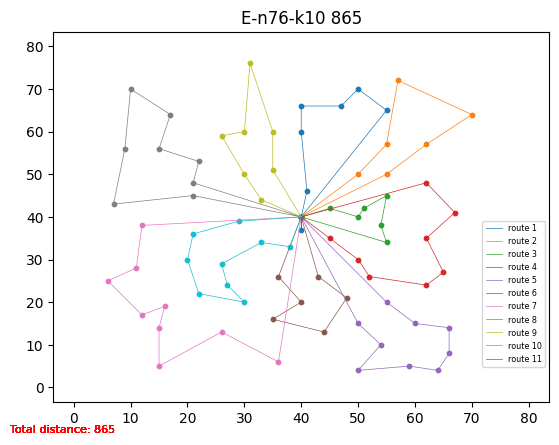 E-n76-k10 865
80
70
60
50
40
30
20
10
0
0 10 20 30 40 50 60 70 80
route 1
route 2
route 3
route 4
route 5
route 6
route 7
route 8
route 9
route 10
route 11
Total distance: 865